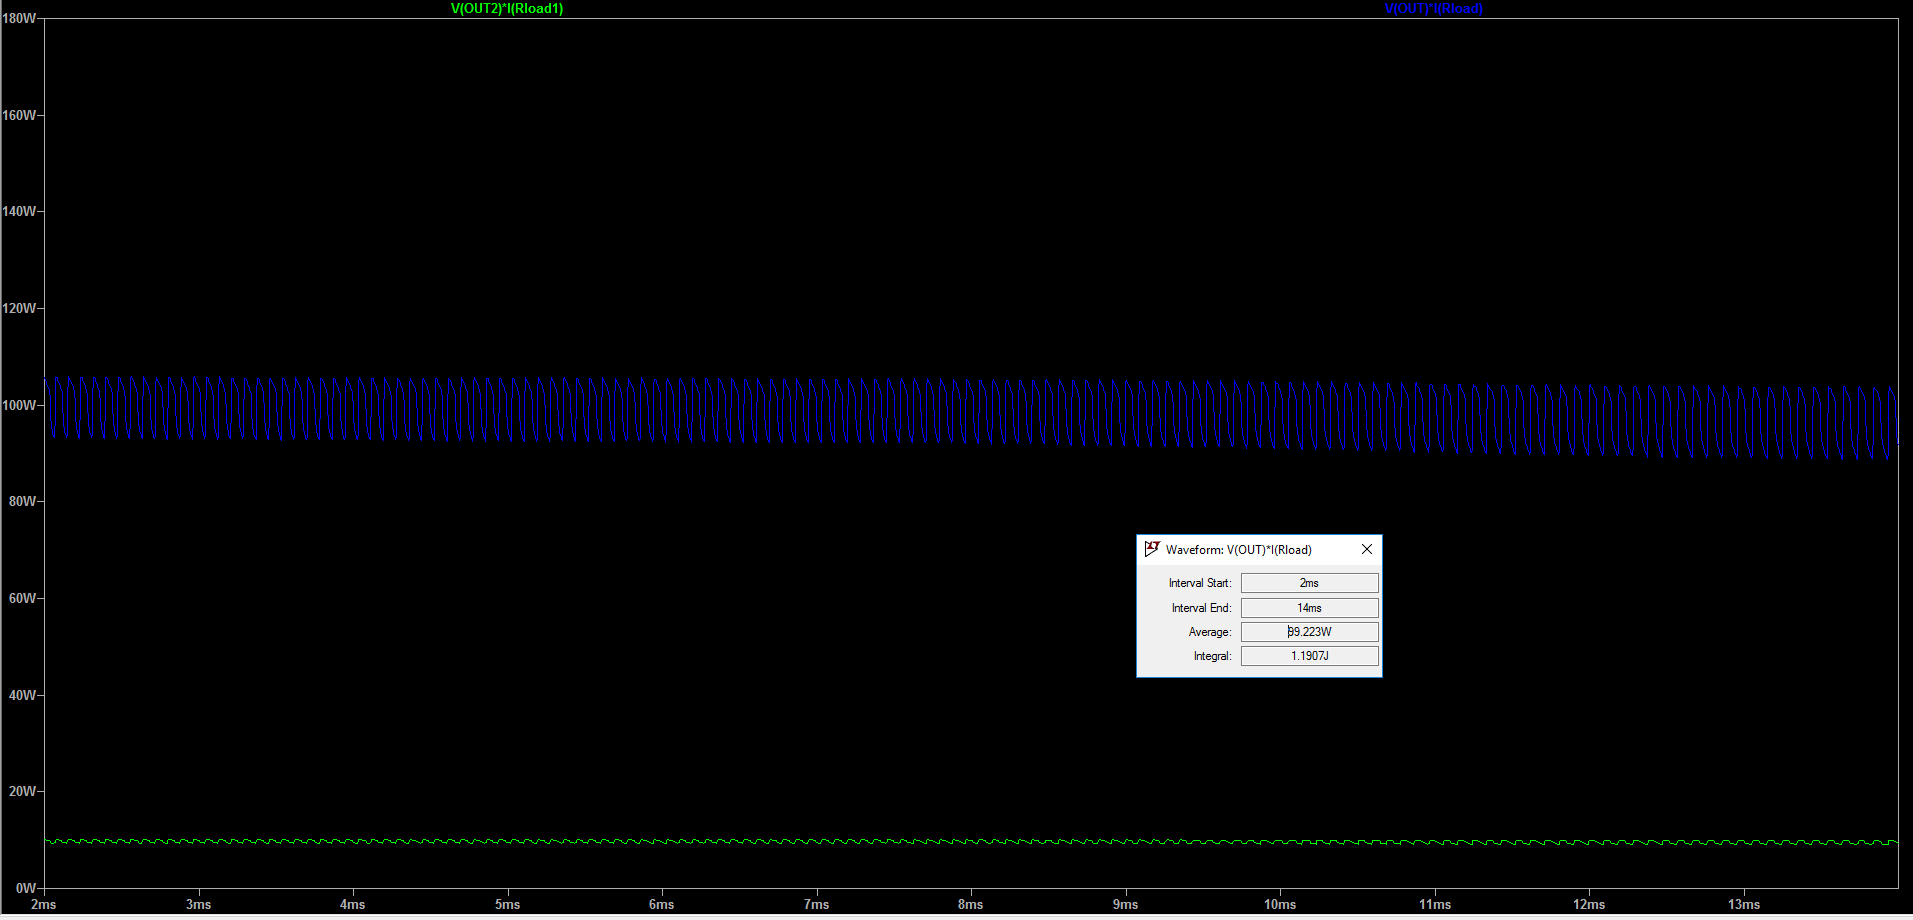 V(OUT2)*I(Rload1) V(OUT)*I(Rload)
180W
160W
140W
120W
100W
80W
60W
40W
20W
0W
Waveform: V(OUT)*I(Rload)
Interval Start: 2ms
Interval End: 14ms
Average: 99.223W
Integral: 1.1907J
2ms 3ms 4ms 5ms 6ms 7ms 8ms 9ms 10ms 11ms 12ms 13ms